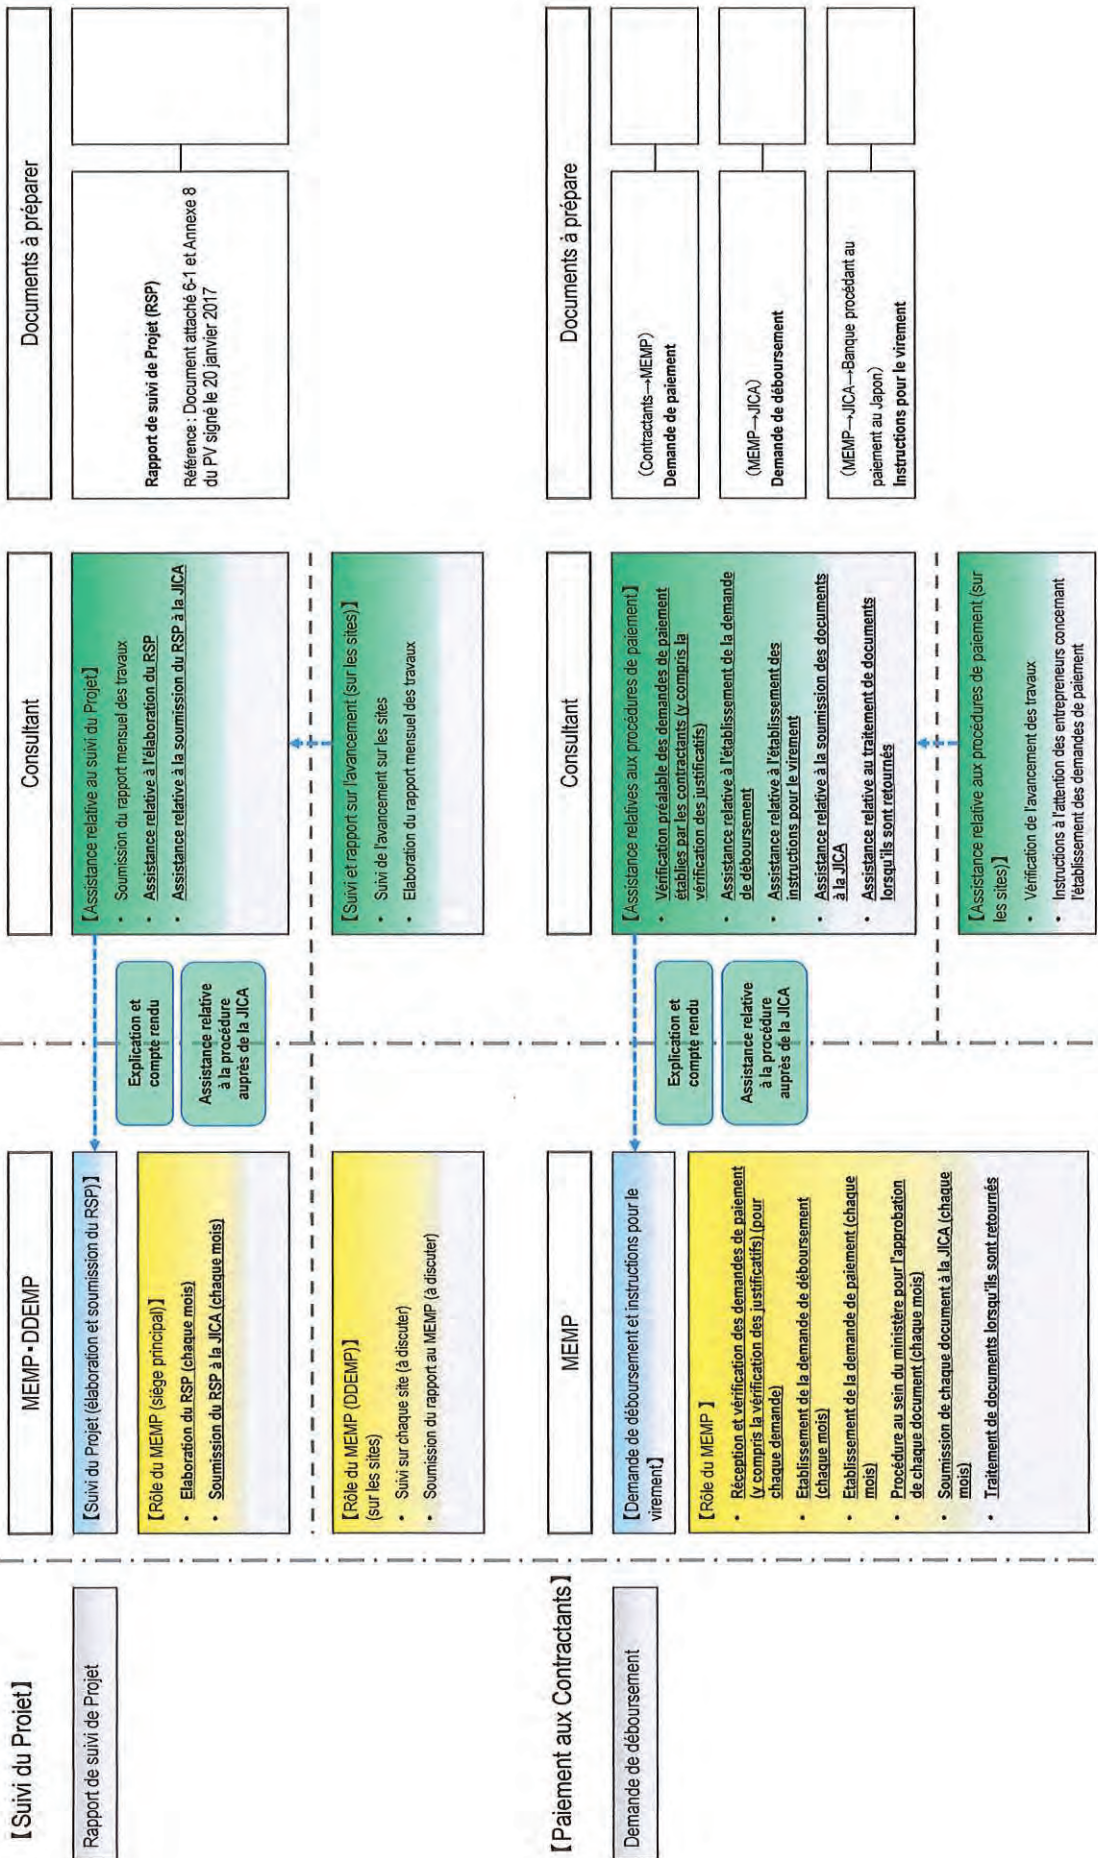 【Suivi du Projet】
Rapport de suivi de Projet
MEMP・DDEMP
【Suivi du Projet (élaboration et soumission du RSP)】
【Rôle du MEMP (siège principal)】
• Elaboration du RSP (chaque mois)
• Soumission du RSP à la JICA (chaque mois)
【Rôle du MEMP (DDEMP)】
(sur les sites)
• Suivi sur chaque site (à discuter)
• Soumission du rapport au MEMP (à discuter)
Explication et
compte rendu
Assistance relative
à la procédure
auprès de la JICA
Consultant
【Assistance relative au suivi du Projet】
• Soumission du rapport mensuel des travaux
• Assistance relative à l'élaboration du RSP
• Assistance relative à la soumission du RSP à la JICA
【Suivi et rapport sur l'avancement (sur les sites)】
• Suivi de l'avancement sur les sites
• Elaboration du rapport mensuel des travaux
Documents à préparer
Rapport de suivi de Projet (RSP)
Référence : Document attaché 6-1 et Annexe 8
du PV signé le 20 janvier 2017
【Paiement aux Contractants】
Demande de déboursement
MEMP
【Demande de déboursement et instructions pour le
virement】
【Rôle du MEMP 】
• Réception et vérification des demandes de paiement
(y compris la vérification des justificatifs) (pour
chaque demande)
• Etablissement de la demande de déboursement
(chaque mois)
• Etablissement de la demande de paiement (chaque
mois)
• Procédure au sein du ministère pour l'approbation
de chaque document (chaque mois)
• Soumission de chaque document à la JICA (chaque
mois)
• Traitement de documents lorsqu'ils sont retournés
Explication et
compte rendu
Assistance relative
à la procédure
auprès de la JICA
Consultant
【Assistance relatives aux procédures de paiement】
• Vérification préalable des demandes de paiement
établies par les contractants (y compris la
vérification des justificatifs)
• Assistance relative à l'établissement de la demande
de déboursement
• Assistance relative à l'établissement des
instructions pour le virement
• Assistance relative à la soumission des documents
à la JICA
• Assistance relative au traitement de documents
lorsqu'ils sont retournés
【Assistance relative aux procédures de paiement (sur
les sites)】
• Vérification de l'avancement des travaux
• Instructions à l'attention des entrepreneurs concernant
l'établissement des demandes de paiement
Documents à prépare
(Contractants→MEMP)
Demande de paiement
(MEMP→JICA)
Demande de déboursement
(MEMP→JICA→Banque procédant au
paiement au Japon)
Instructions pour le virement